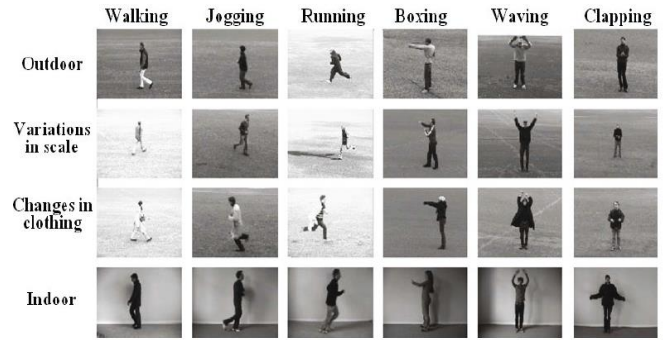 Walking Jogging Running Boxing Waving Clapping
Outdoor
Variations
in scale
Changes in
clothing
Indoor